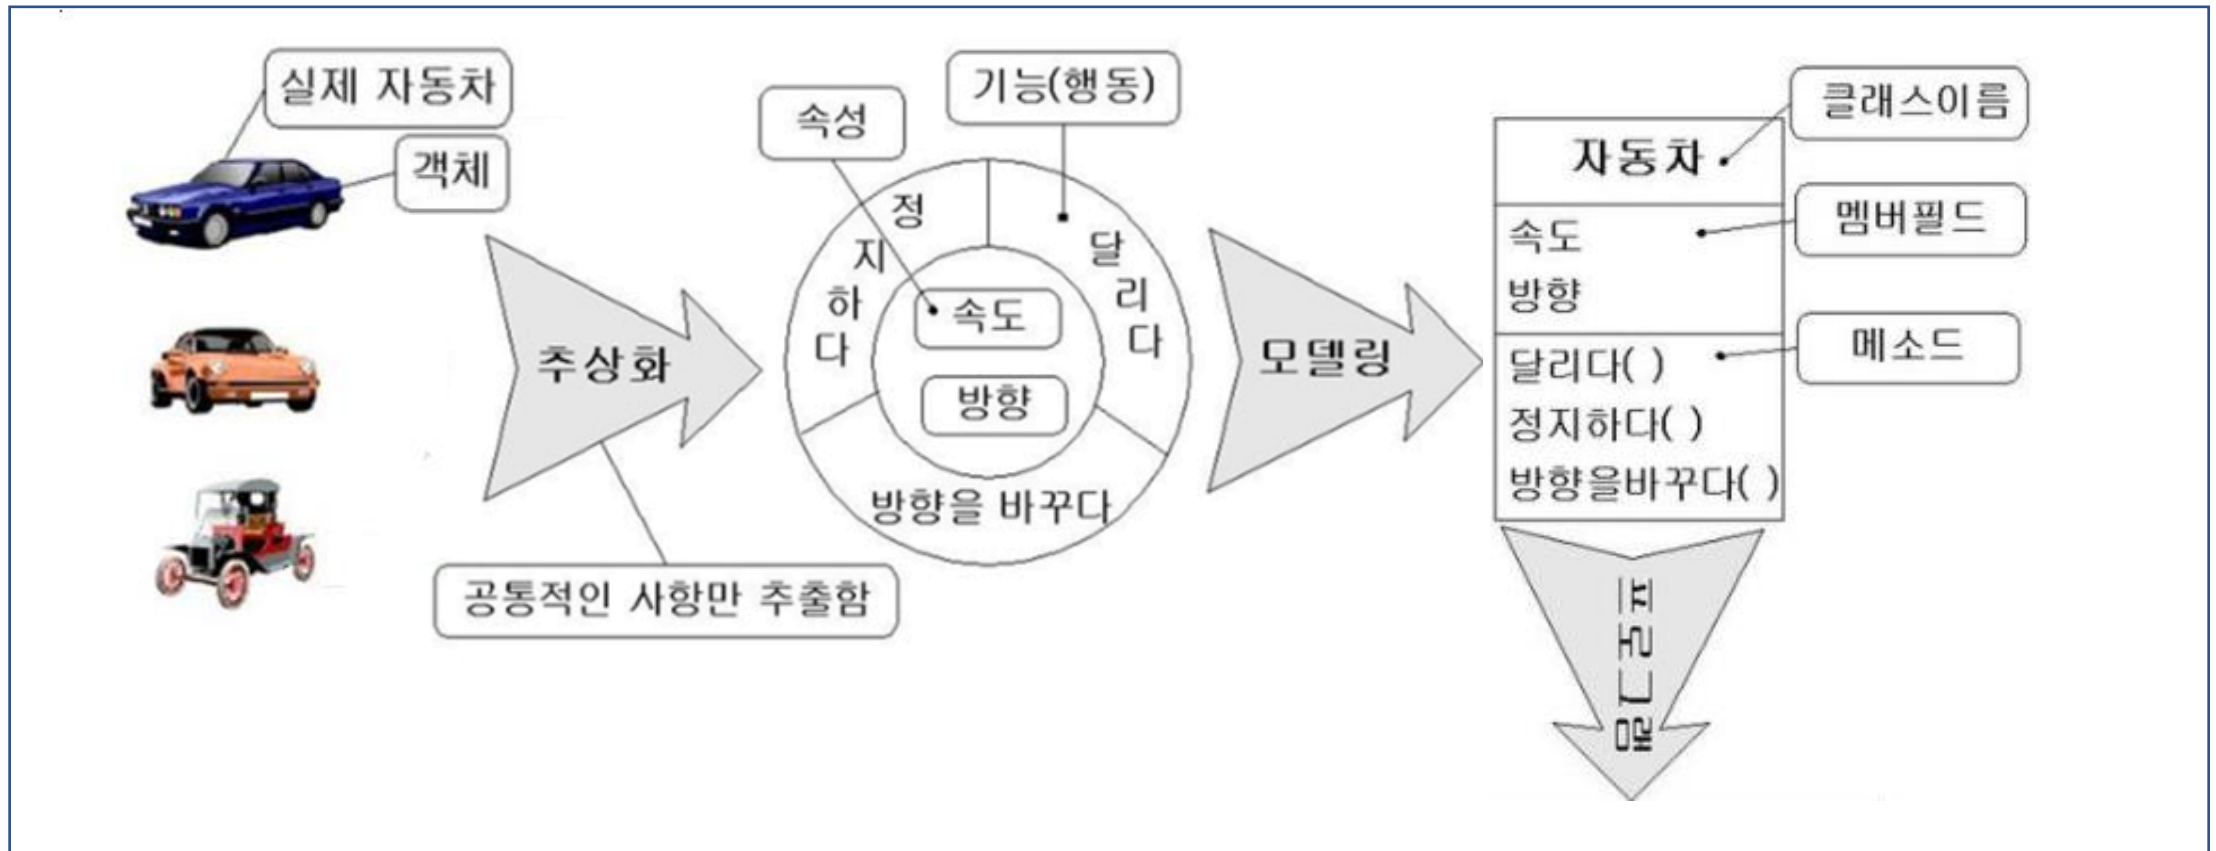 실제 자동차
객체
추상화
공통적인 사항만 추출함
속성
기능(행동)
정지하다
달리다
속도
방향
방향을 바꾸다
모델링
클래스이름
자동차
멤버필드
속도
방향
메소드
달리다( )
정지하다( )
방향을바꾸다( )
프로그램